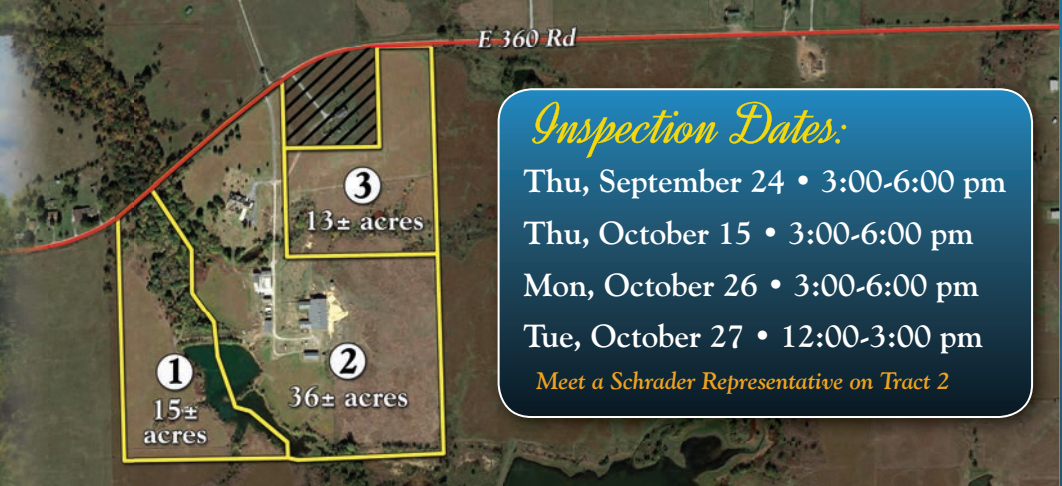 E 360 Rd
Inspection Dates:
Thu, September 24 • 3:00-6:00 pm
Thu, October 15 • 3:00-6:00 pm
Mon, October 26 • 3:00-6:00 pm
Tue, October 27 • 12:00-3:00 pm
Meet a Schrader Representative on Tract 2
3
13± acres
2
36± acres
1
15±
acres